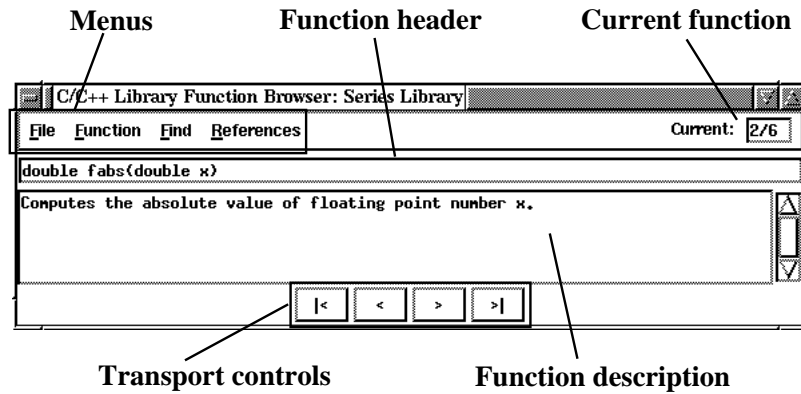 Menus Function header Current function
C/C++ Library Function Browser: Series Library
File Function Find References Current: 2/6
double fabs(double x)
Computes the absolute value of floating point number x.
|< < > >|
Transport controls Function description